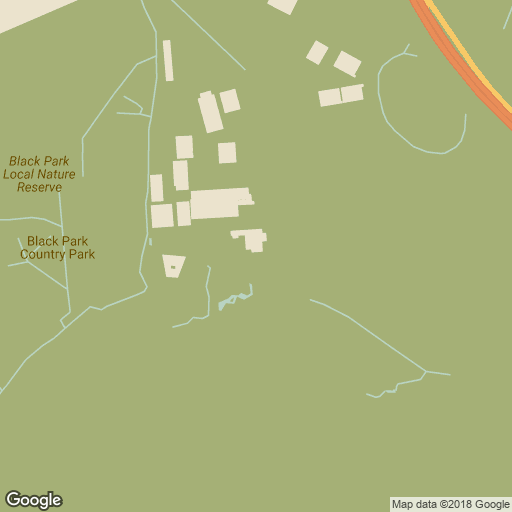 Black Park
Local Nature
Reserve
Black Park
Country Park
Google
Map data ©2018 Google